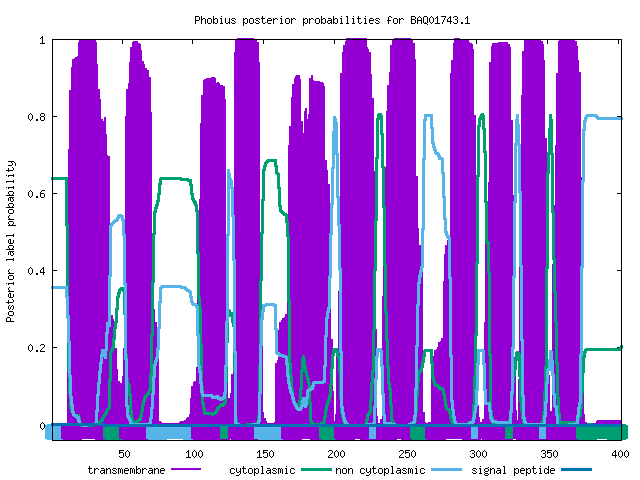 Phobius posterior probabilities for BAQ01743.1
1
0.8
0.6
0.4
0.2
0
Posterior label probability
50 100 150 200 250 300 350 400
transmembrane cytoplasmic non cytoplasmic signal peptide